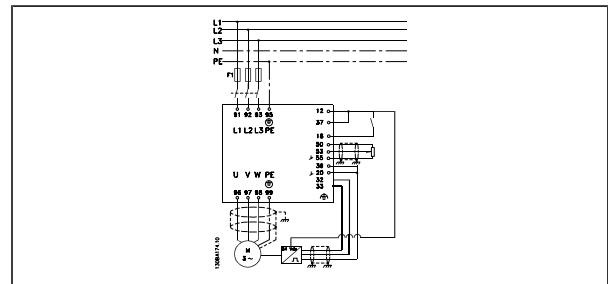 L1
L2
L3
N
PE
F1
91 92 93 95
L1 L2 L3 PE
12
37
18
50
53
55
39
20
32
33
U V W PE
96 97 98 99
M
3 ~
130BA174.10